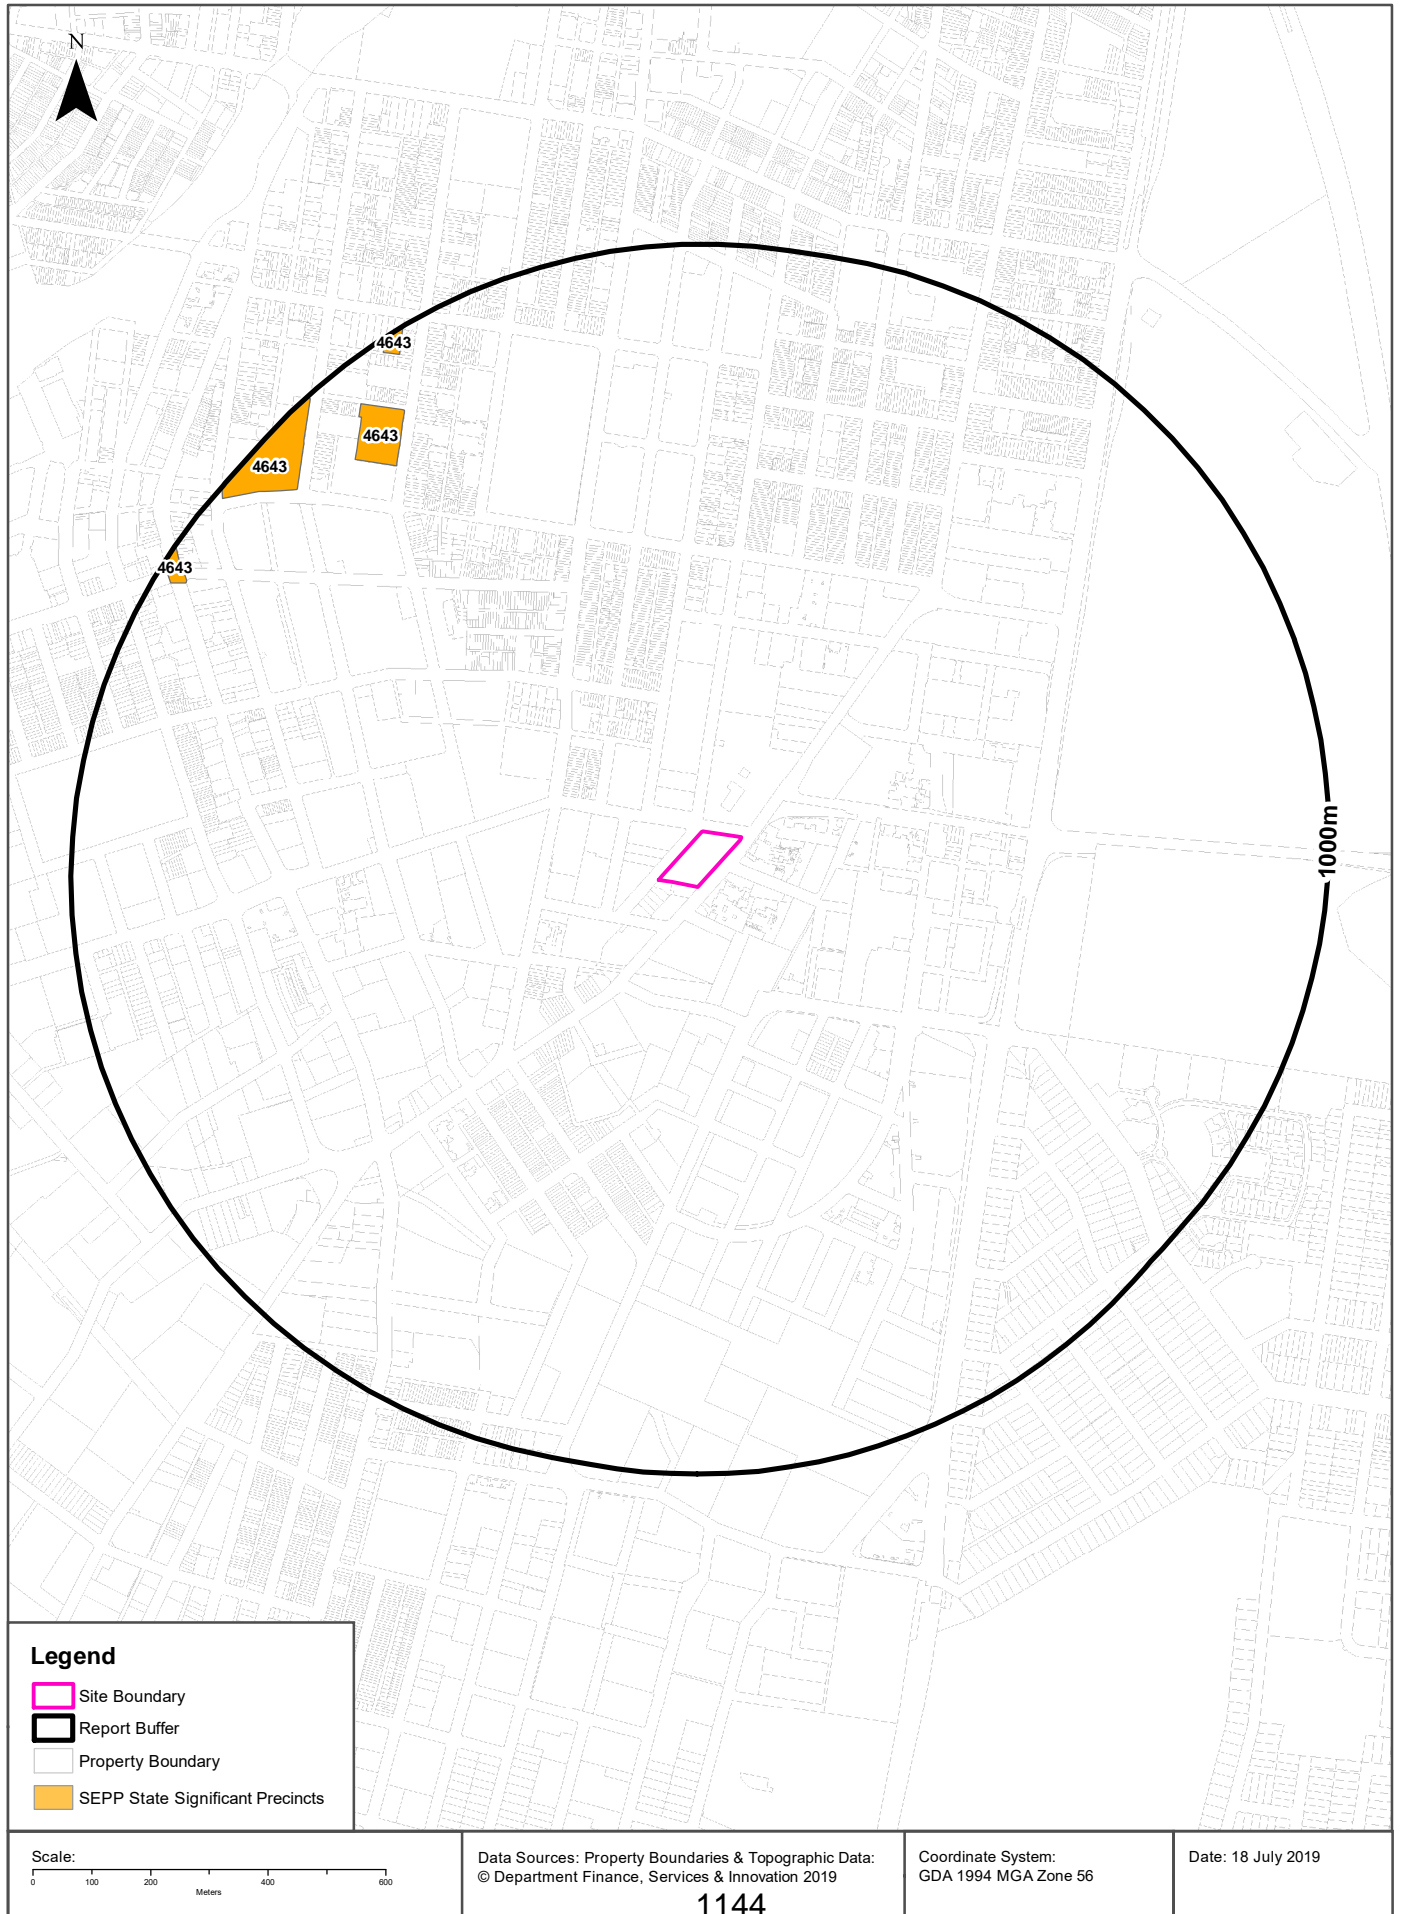 N
4643
4643
4643
4643
1000m
Legend
Site Boundary
Report Buffer
Property Boundary
SEPP State Significant Precincts
Scale:
0 100 200 400 600
Meters
Data Sources: Property Boundaries & Topographic Data:
© Department Finance, Services & Innovation 2019
1144
Coordinate System:
GDA 1994 MGA Zone 56
Date: 18 July 2019